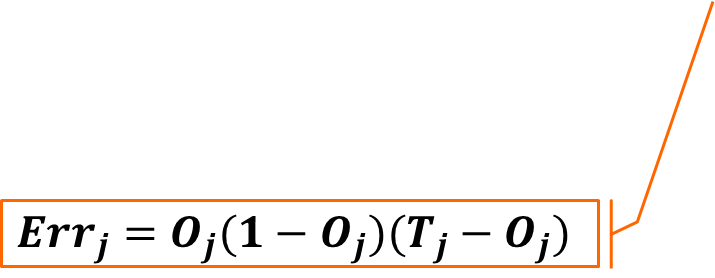 Errⱼ = Oⱼ(1 − Oⱼ)(Tⱼ − Oⱼ)